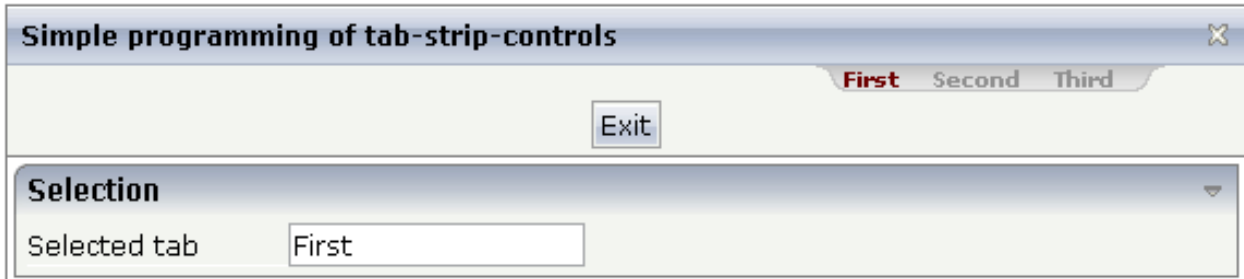 Simple programming of tab-strip-controls
First Second Third
Exit
Selection
Selected tab First